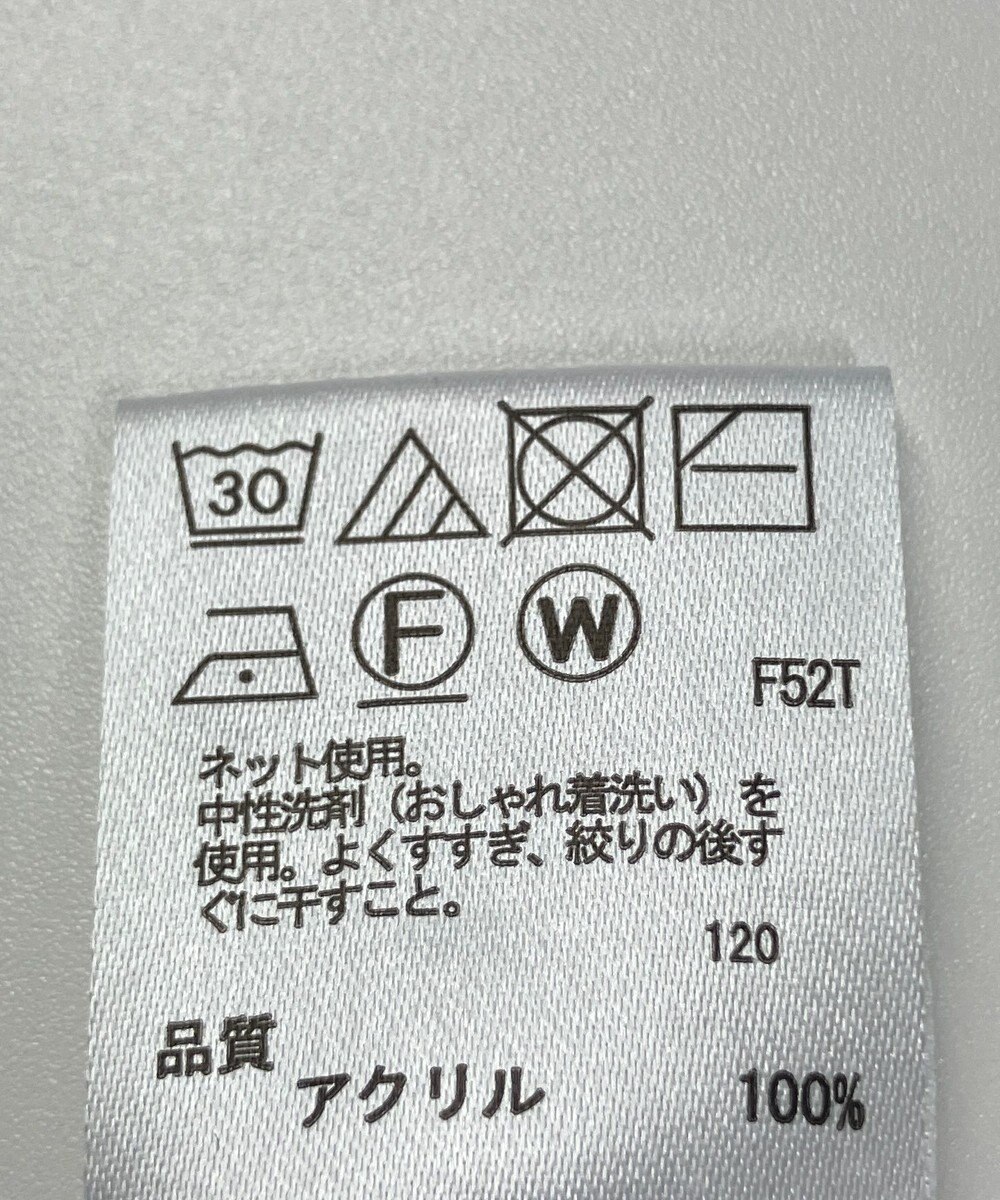 30
F W
F52T
ネット使用。
中性洗剤（おしゃれ着洗い）を
使用。よくすすぎ、絞りの後す
ぐに干すこと。
120
品質
アクリル 100%